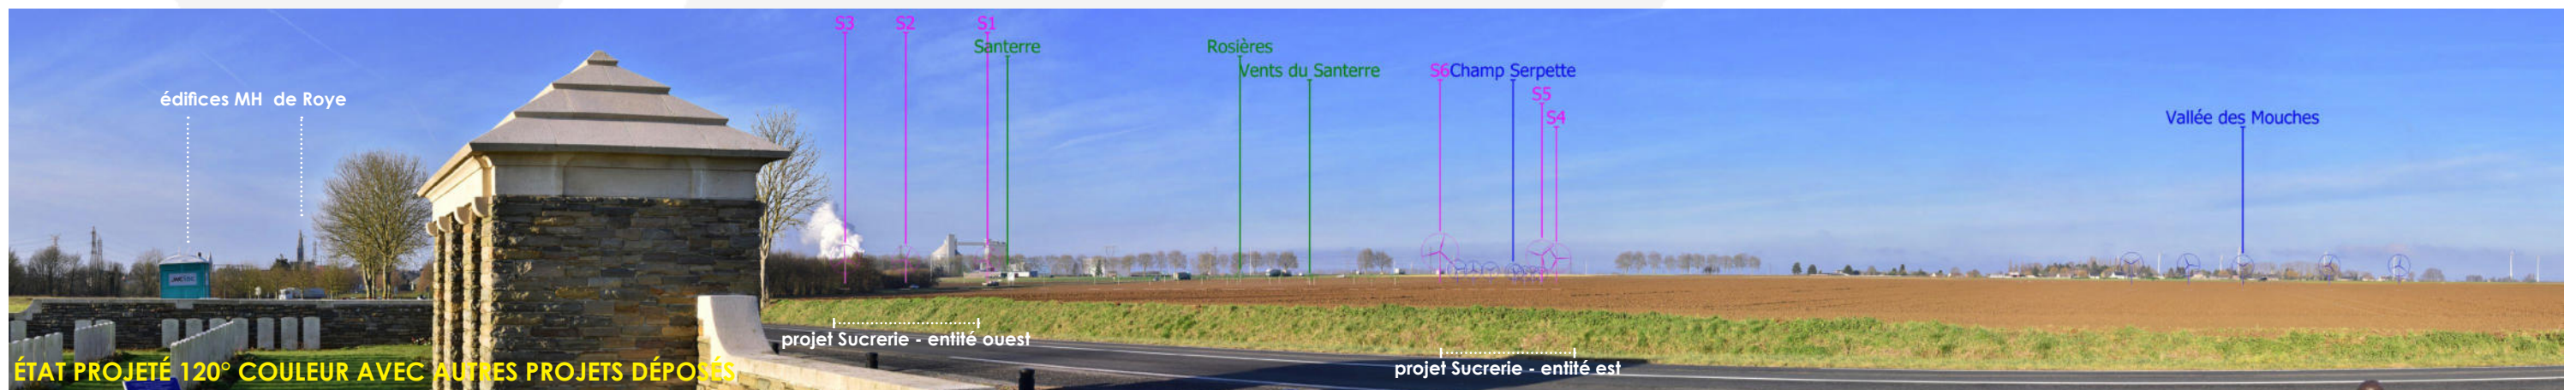 S3 S2 S1
Santerre
Rosières
Vents du Santerre
S6 Champ Serpette
S5
S4
édifices MH de Roye
Vallée des Mouches
projet Sucrerie - entité ouest
projet Sucrerie - entité est
ÉTAT PROJETÉ 120° COULEUR AVEC AUTRES PROJETS DÉPOSÉS